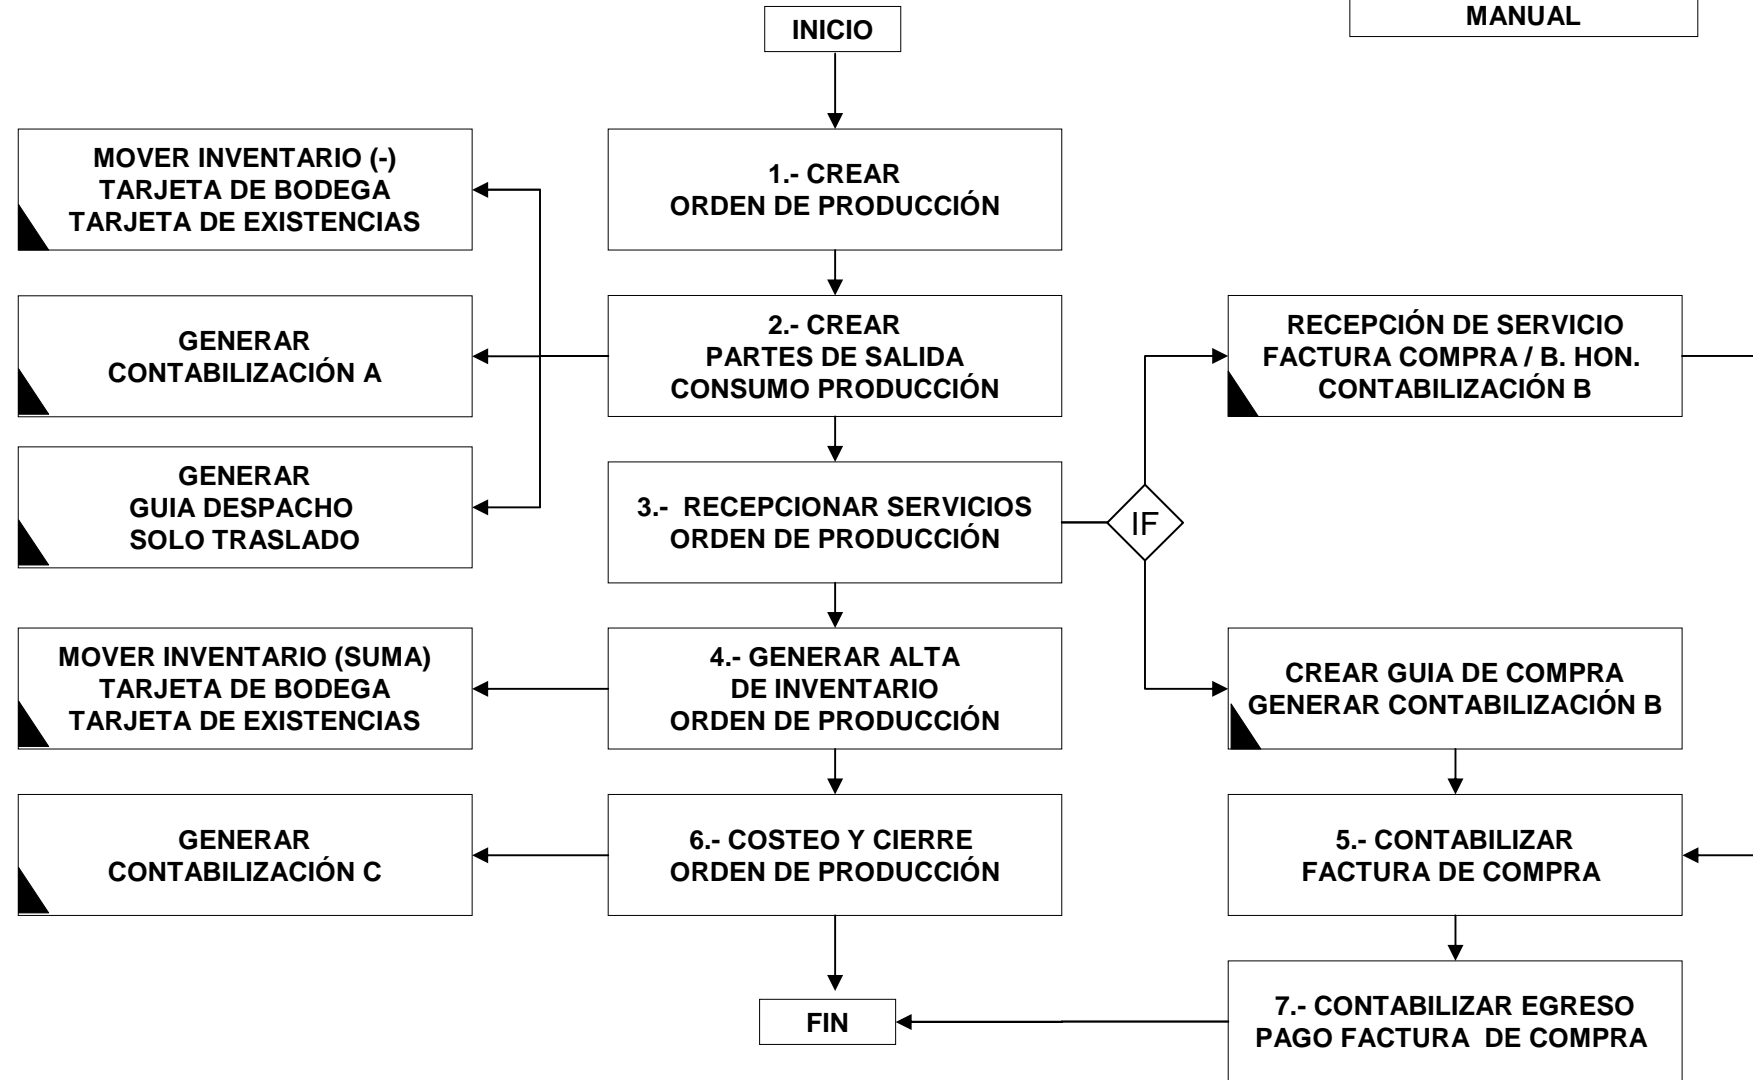 INICIO
MANUAL
MOVER INVENTARIO (-)
TARJETA DE BODEGA
TARJETA DE EXISTENCIAS
1.- CREAR
ORDEN DE PRODUCCIÓN
GENERAR
CONTABILIZACIÓN A
2.- CREAR
PARTES DE SALIDA
CONSUMO PRODUCCIÓN
RECEPCIÓN DE SERVICIO
FACTURA COMPRA / B. HON.
CONTABILIZACIÓN B
GENERAR
GUIA DESPACHO
SOLO TRASLADO
3.- RECEPCIONAR SERVICIOS
ORDEN DE PRODUCCIÓN
IF
MOVER INVENTARIO (SUMA)
TARJETA DE BODEGA
TARJETA DE EXISTENCIAS
4.- GENERAR ALTA
DE INVENTARIO
ORDEN DE PRODUCCIÓN
CREAR GUIA DE COMPRA
GENERAR CONTABILIZACIÓN B
GENERAR
CONTABILIZACIÓN C
6.- COSTEO Y CIERRE
ORDEN DE PRODUCCIÓN
5.- CONTABILIZAR
FACTURA DE COMPRA
FIN
7.- CONTABILIZAR EGRESO
PAGO FACTURA DE COMPRA